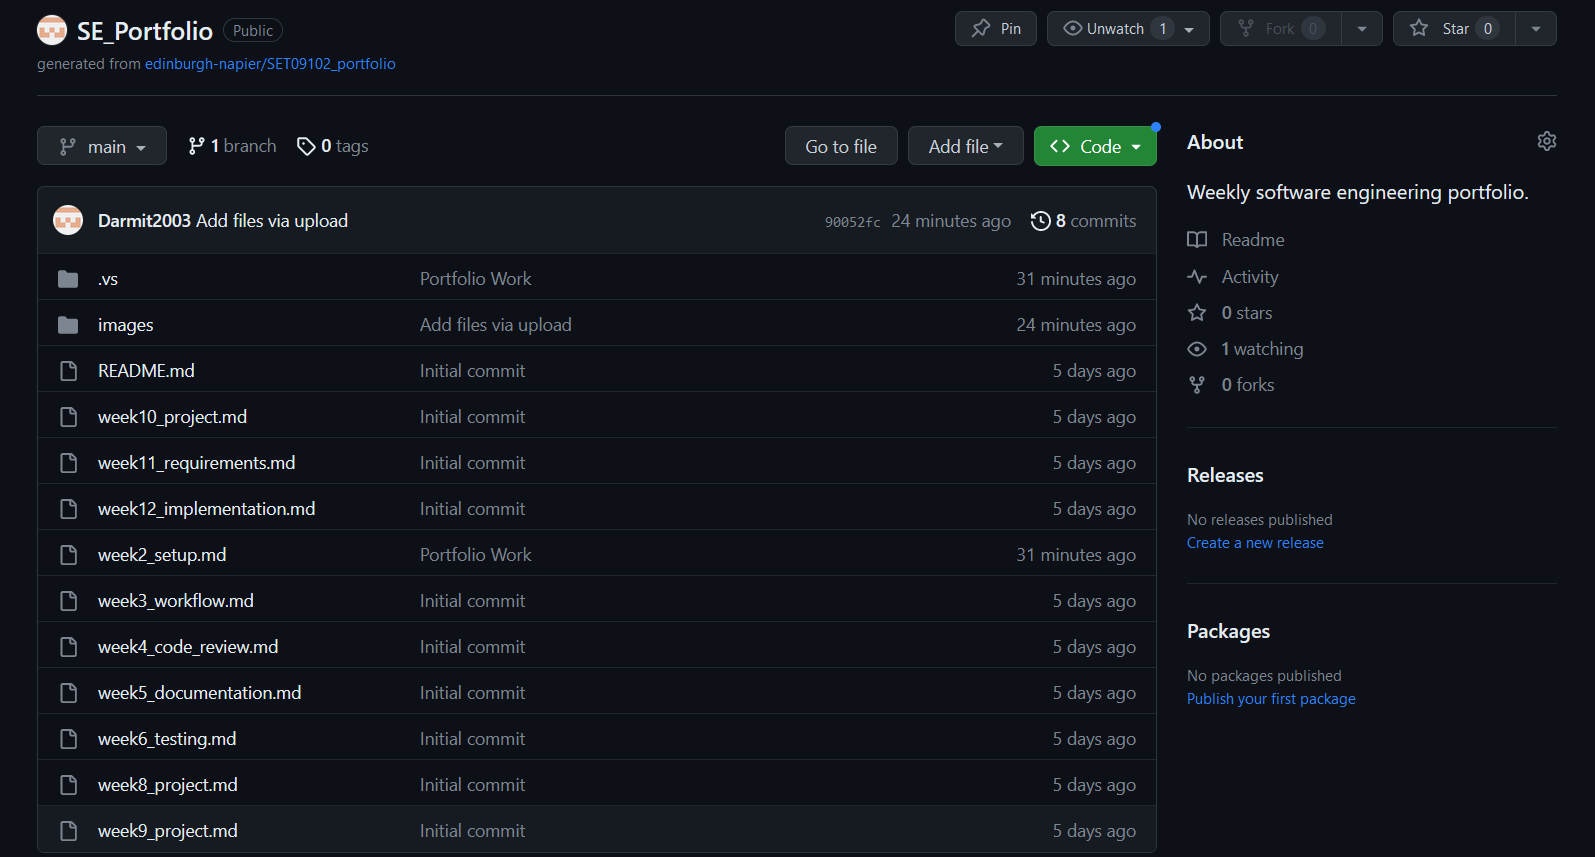 SE_Portfolio Public Pin Unwatch 1 Fork 0 Star 0
generated from edinburgh-napier/SET09102_portfolio
main 1 branch 0 tags Go to file Add file Code
Darmit2003 Add files via upload 90052fc 24 minutes ago 8 commits
.vs Portfolio Work 31 minutes ago
images Add files via upload 24 minutes ago
README.md Initial commit 5 days ago
week10_project.md Initial commit 5 days ago
week11_requirements.md Initial commit 5 days ago
week12_implementation.md Initial commit 5 days ago
week2_setup.md Portfolio Work 31 minutes ago
week3_workflow.md Initial commit 5 days ago
week4_code_review.md Initial commit 5 days ago
week5_documentation.md Initial commit 5 days ago
week6_testing.md Initial commit 5 days ago
week8_project.md Initial commit 5 days ago
week9_project.md Initial commit 5 days ago
About
Weekly software engineering portfolio.
Readme
Activity
0 stars
1 watching
0 forks
Releases
No releases published
Create a new release
Packages
No packages published
Publish your first package